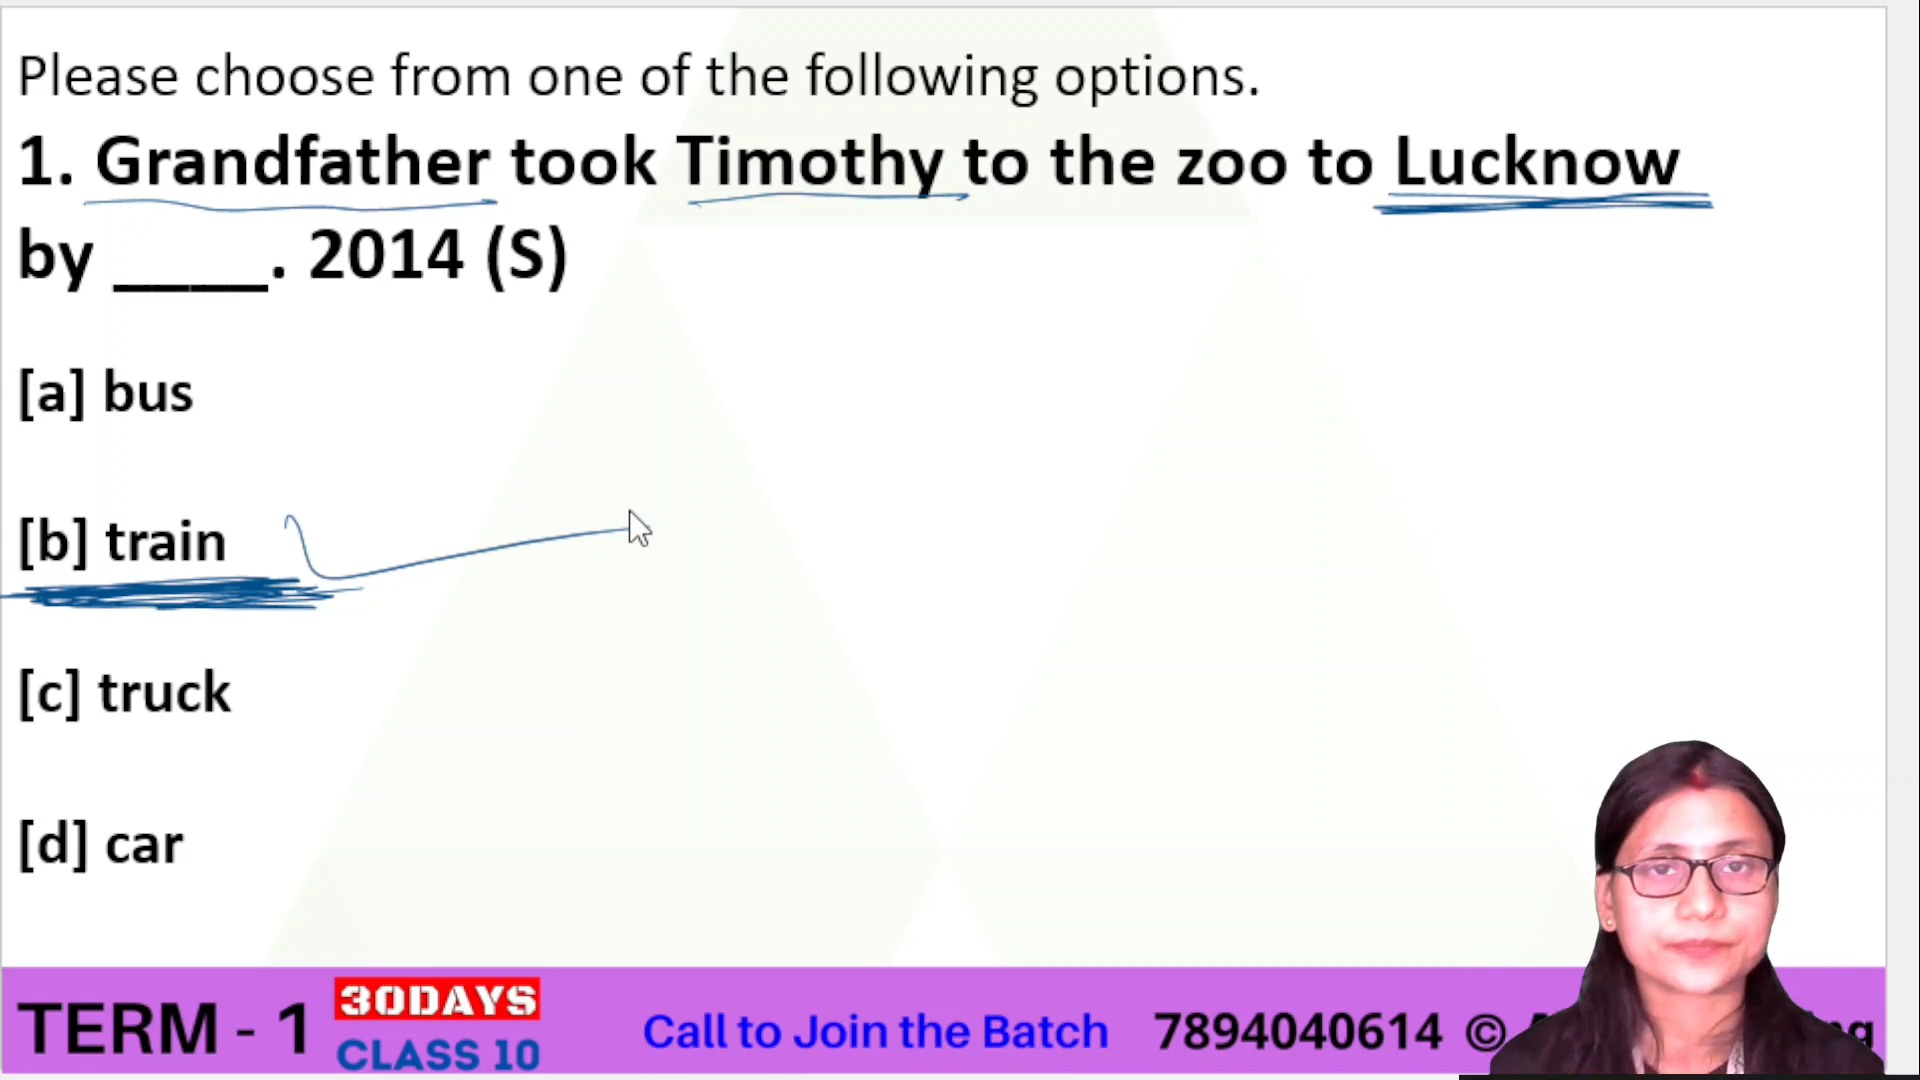 Please choose from one of the following options.
1. Grandfather took Timothy to the zoo to Lucknow
by ____. 2014 (S)
[a] bus
[b] train
[c] truck
[d] car
TERM - 1
30DAYS
CLASS 10
Call to Join the Batch
7894040614 ©